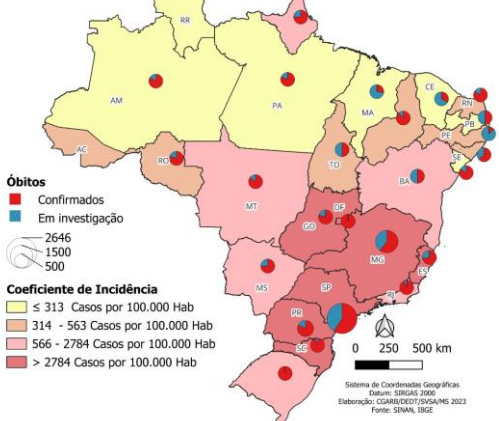 RR
AM
PA
MA
CE
RN
PB
PE
SE
AC
RO
TO
BA
MT
DF
GO
MG
ES
MS
SP
RJ
PR
SC
Óbitos
Confirmados
Em investigação
2646
1500
500
Coeficiente de Incidência
≤ 313 Casos por 100.000 Hab
314 - 563 Casos por 100.000 Hab
566 - 2784 Casos por 100.000 Hab
> 2784 Casos por 100.000 Hab
0 250 500 km
Sistema de Coordenadas Geográficas
Datum: SIRGAS 2000
Elaboração: CGARB/DEDT/SVSA/MS 2023
Fonte: SINAN, IBGE